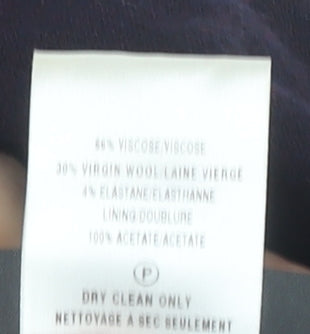 66% VISCOSE/VISCOSE
30% VIRGIN WOOL/LAINE VIERGE
4% ELASTANE/ELASTHANNE
LINING/DOUBLURE
100% ACETATE/ACETATE
P
DRY CLEAN ONLY
NETTOYAGE A SEC SEULEMENT